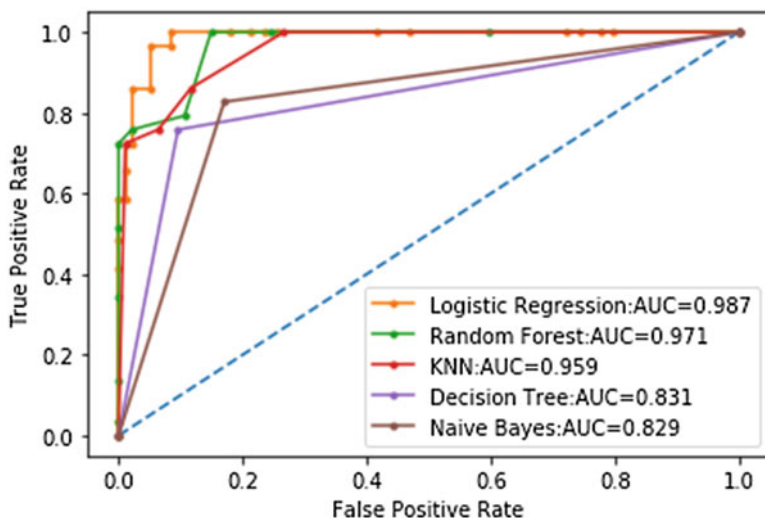 1.0
0.8
0.6
0.4
0.2
0.0
True Positive Rate
Logistic Regression:AUC=0.987
Random Forest:AUC=0.971
KNN:AUC=0.959
Decision Tree:AUC=0.831
Naive Bayes:AUC=0.829
0.0 0.2 0.4 0.6 0.8 1.0
False Positive Rate